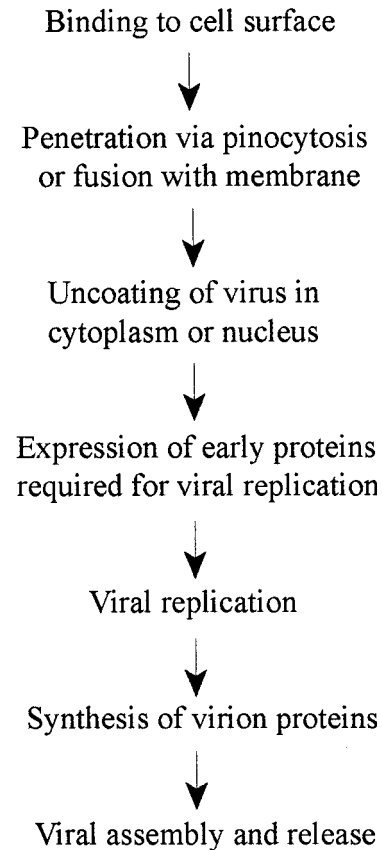 Binding to cell surface
Penetration via pinocytosis
or fusion with membrane
Uncoating of virus in
cytoplasm or nucleus
Expression of early proteins
required for viral replication
Viral replication
Synthesis of virion proteins
Viral assembly and release